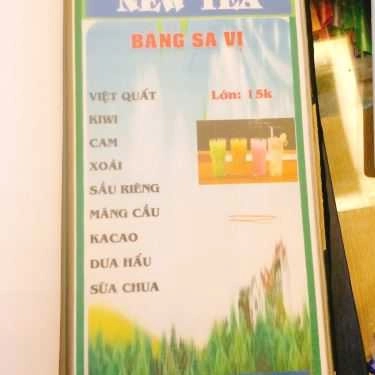 NEW TEA
BANG SA VỊ
VIỆT QUẤT Lớn: 15k
KIWI
CAM
XOÀI
SẦU RIÊNG
MÃNG CẦU
KACAO
DƯA HẤU
SỮA CHUA